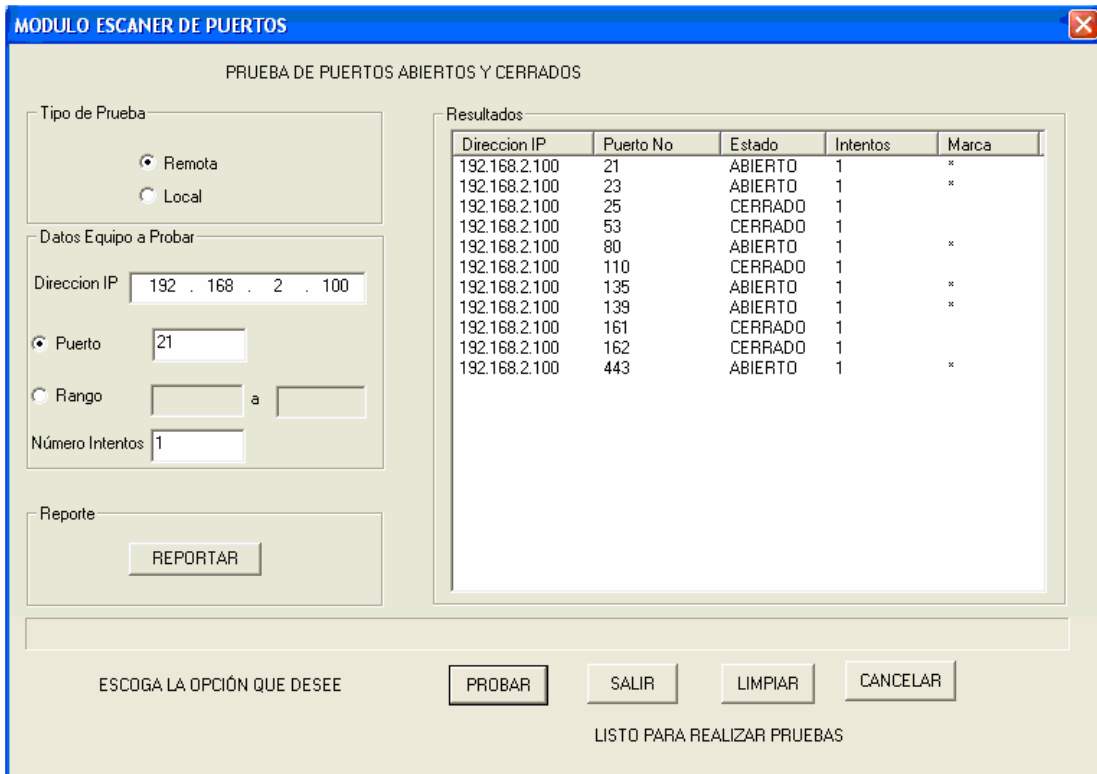 MODULO ESCANER DE PUERTOS
PRUEBA DE PUERTOS ABIERTOS Y CERRADOS
Tipo de Prueba
Remota
Local
Datos Equipo a Probar
Direccion IP 192 . 168 . 2 . 100
Puerto 21
Rango a
Número Intentos 1
Reporte
REPORTAR
Resultados
Direccion IP Puerto No Estado Intentos Marca
192.168.2.100 21 ABIERTO 1 *
192.168.2.100 23 ABIERTO 1 *
192.168.2.100 25 CERRADO 1
192.168.2.100 53 CERRADO 1
192.168.2.100 80 ABIERTO 1 *
192.168.2.100 110 CERRADO 1
192.168.2.100 135 ABIERTO 1 *
192.168.2.100 139 ABIERTO 1 *
192.168.2.100 161 CERRADO 1
192.168.2.100 162 CERRADO 1
192.168.2.100 443 ABIERTO 1 *
ESCOGA LA OPCIÓN QUE DESEE
PROBAR SALIR LIMPIAR CANCELAR
LISTO PARA REALIZAR PRUEBAS